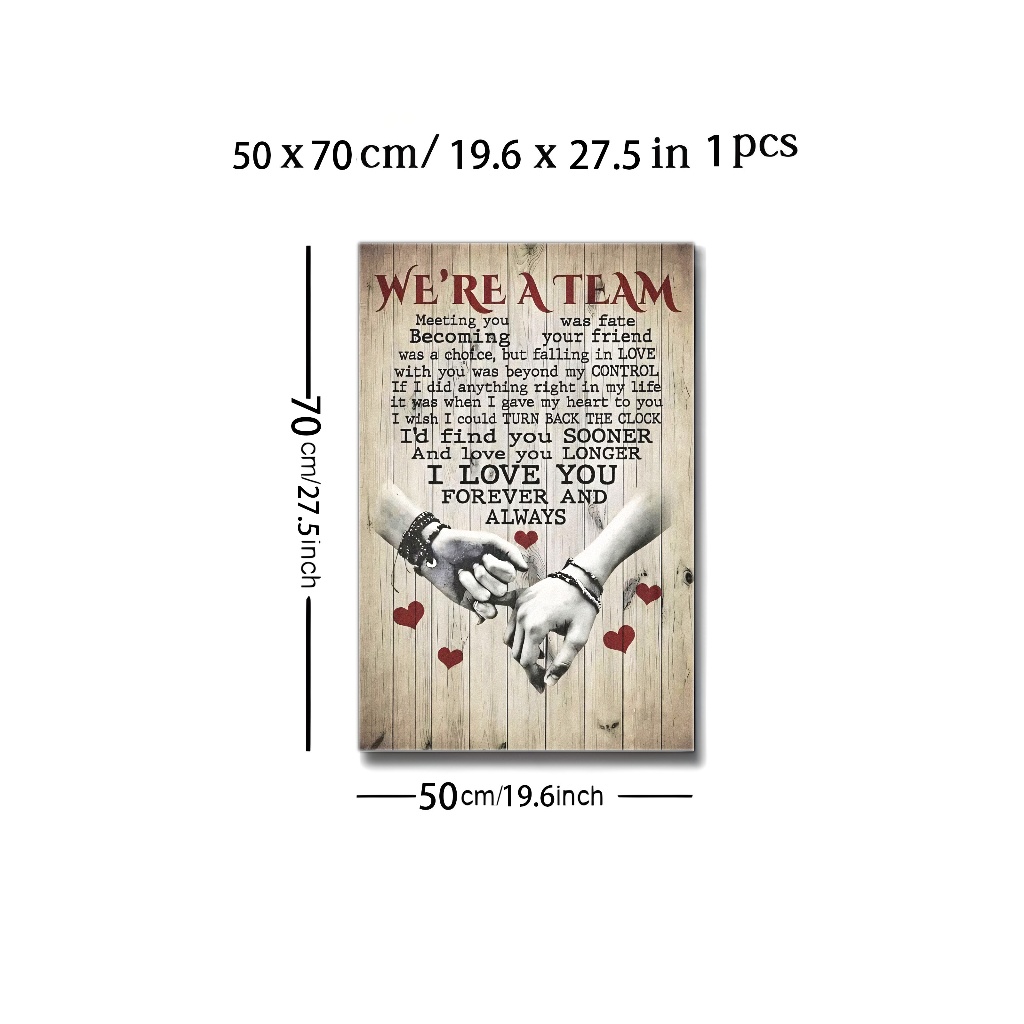 50 x 70 cm/ 19.6 x 27.5 in 1 pcs
WE'RE A TEAM
Meeting you was fate
Becoming your friend
was a choice, but falling in LOVE
with you was beyond my CONTROL
If I did anything right in my life
it was when I gave my heart to you
I wish I could TURN BACK THE CLOCK
I'd find you SOONER
And love you LONGER
I LOVE YOU
FOREVER AND
ALWAYS
70cm/27.5inch
50cm/19.6inch